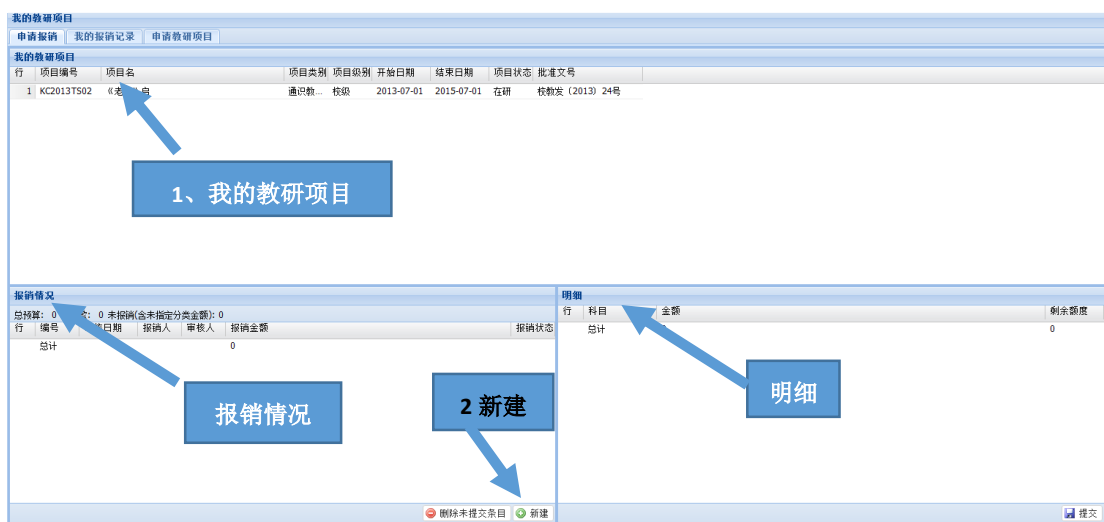 我的教研项目
申请报销 我的报销记录 申请教研项目
我的教研项目
行 项目编号 项目名 项目类别 项目级别 开始日期 结束日期 项目状态 批准文号
1 KC2013TS02 通识教... 校级 2013-07-01 2015-07-01 在研 校教发〔2013〕24号
1、我的教研项目
报销情况
总预算: 0 0 未报销(含未指定分类金额): 0
行 编号 日期 报销人 审核人 报销金额 报销状态
总计 0
报销情况
2 新建
删除未提交条目 新建
明细
行 科目 金额 剩余额度
总计 0
明细
提交